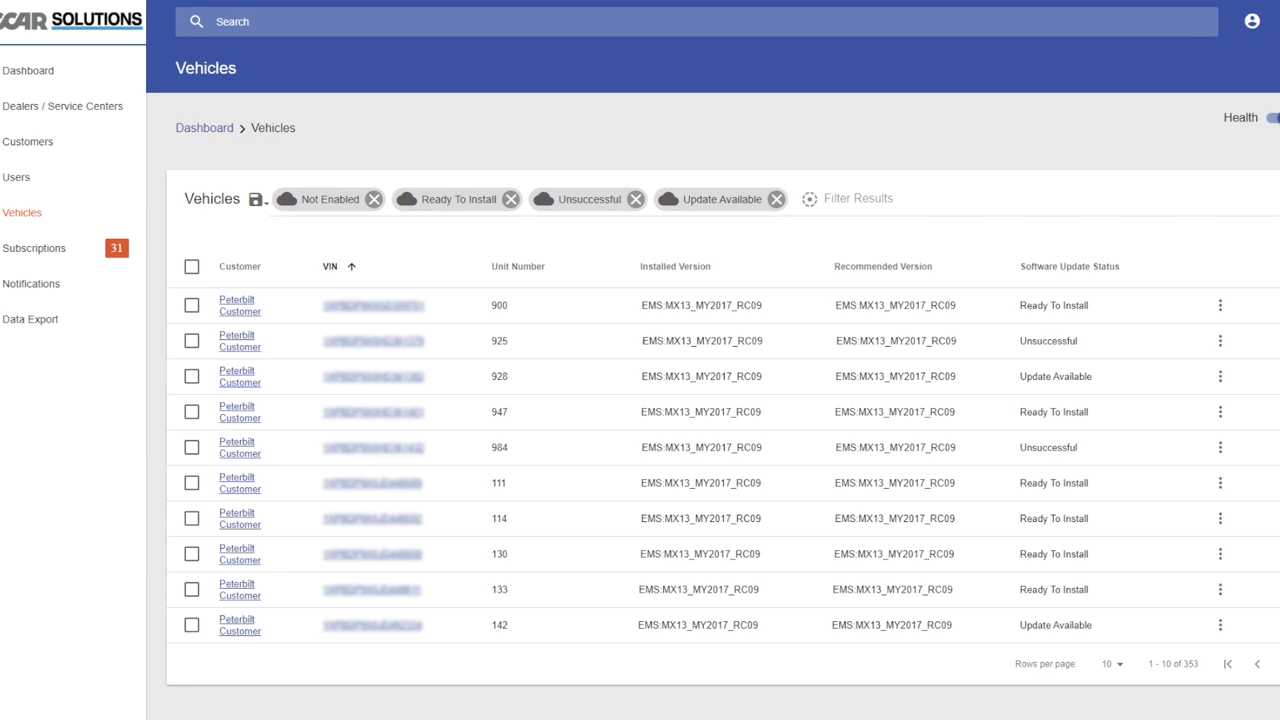 CAR SOLUTIONS
Search
Vehicles
Dashboard
Dealers / Service Centers
Customers
Users
Vehicles
Subscriptions 31
Notifications
Data Export
Dashboard > Vehicles
Health
Vehicles Not Enabled Ready To Install Unsuccessful Update Available Filter Results
Customer VIN Unit Number Installed Version Recommended Version Software Update Status
Peterbilt
Customer 900 EMS:MX13_MY2017_RC09 EMS:MX13_MY2017_RC09 Ready To Install
Peterbilt
Customer 925 EMS:MX13_MY2017_RC09 EMS:MX13_MY2017_RC09 Unsuccessful
Peterbilt
Customer 928 EMS:MX13_MY2017_RC09 EMS:MX13_MY2017_RC09 Update Available
Peterbilt
Customer 947 EMS:MX13_MY2017_RC09 EMS:MX13_MY2017_RC09 Ready To Install
Peterbilt
Customer 984 EMS:MX13_MY2017_RC09 EMS:MX13_MY2017_RC09 Unsuccessful
Peterbilt
Customer 111 EMS:MX13_MY2017_RC09 EMS:MX13_MY2017_RC09 Ready To Install
Peterbilt
Customer 114 EMS:MX13_MY2017_RC09 EMS:MX13_MY2017_RC09 Ready To Install
Peterbilt
Customer 130 EMS:MX13_MY2017_RC09 EMS:MX13_MY2017_RC09 Ready To Install
Peterbilt
Customer 133 EMS:MX13_MY2017_RC09 EMS:MX13_MY2017_RC09 Ready To Install
Peterbilt
Customer 142 EMS:MX13_MY2017_RC09 EMS:MX13_MY2017_RC09 Update Available
Rows per page: 10 1 - 10 of 353